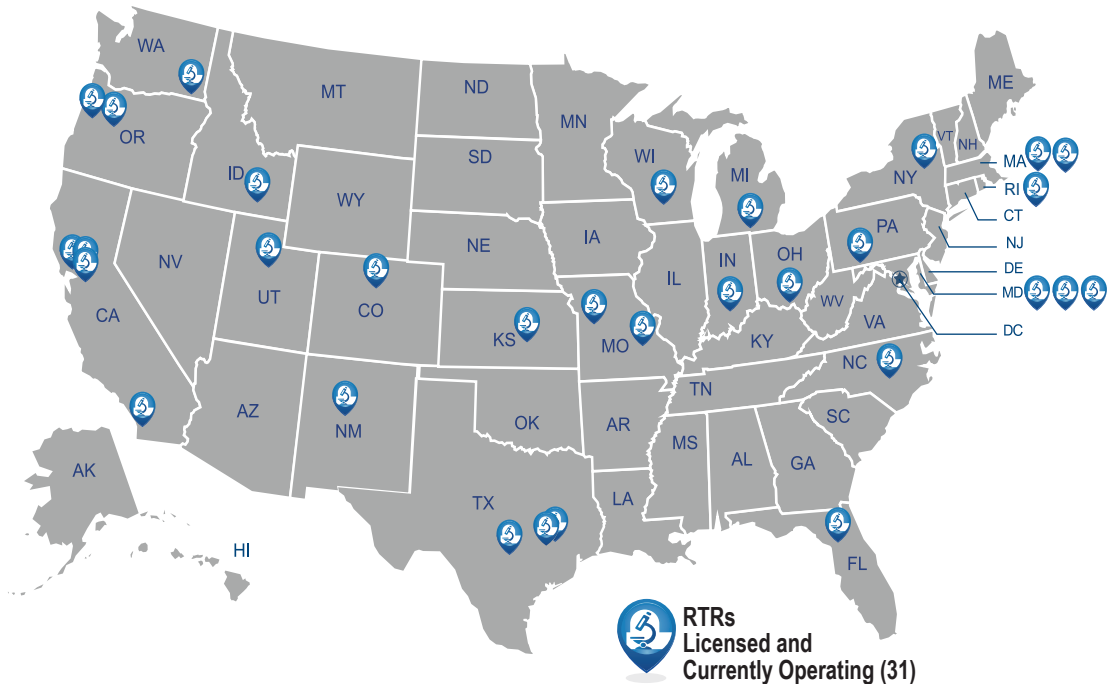 WA
ME
MT
ND
MN
OR
VT
NH
WI
MI
NY
MA
SD
ID
RI
WY
CT
PA
IA
NE
NJ
NV
IN
OH
IL
DE
UT
MD
CO
WV
CA
VA
DC
KS
MO
KY
NC
TN
AZ
NM
OK
AR
SC
MS
AL
GA
AK
LA
TX
HI
FL
RTRs
Licensed and
Currently Operating (31)